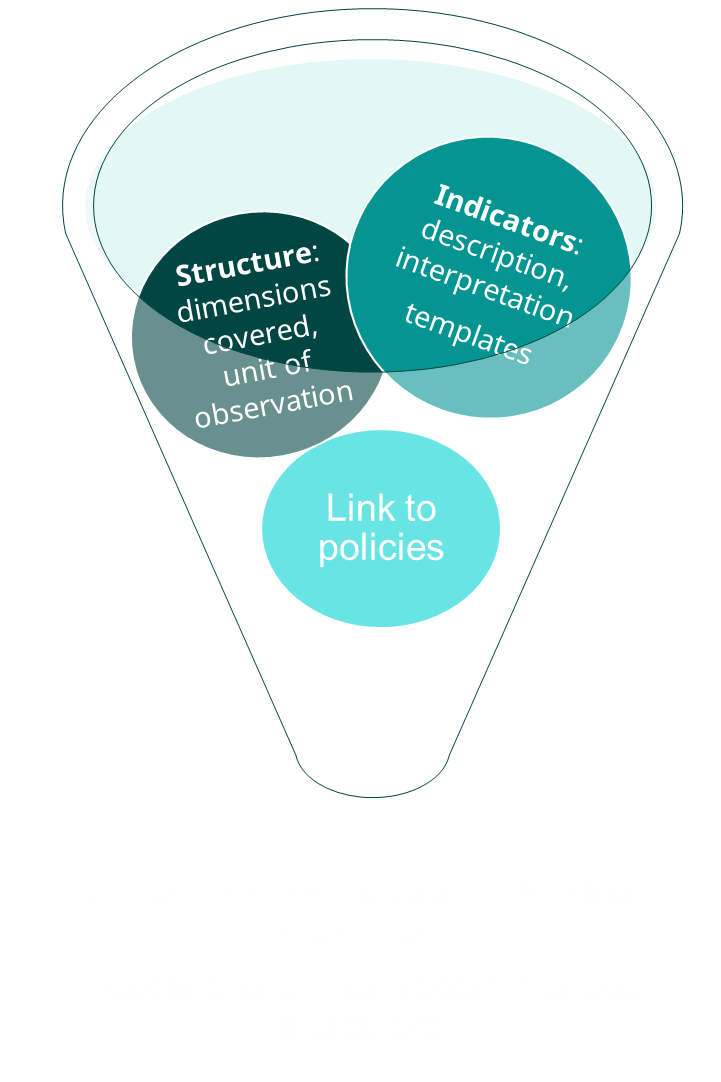 Structure:
dimensions
covered,
unit of
observation
Indicators:
description,
interpretation
templates
Link to
policies